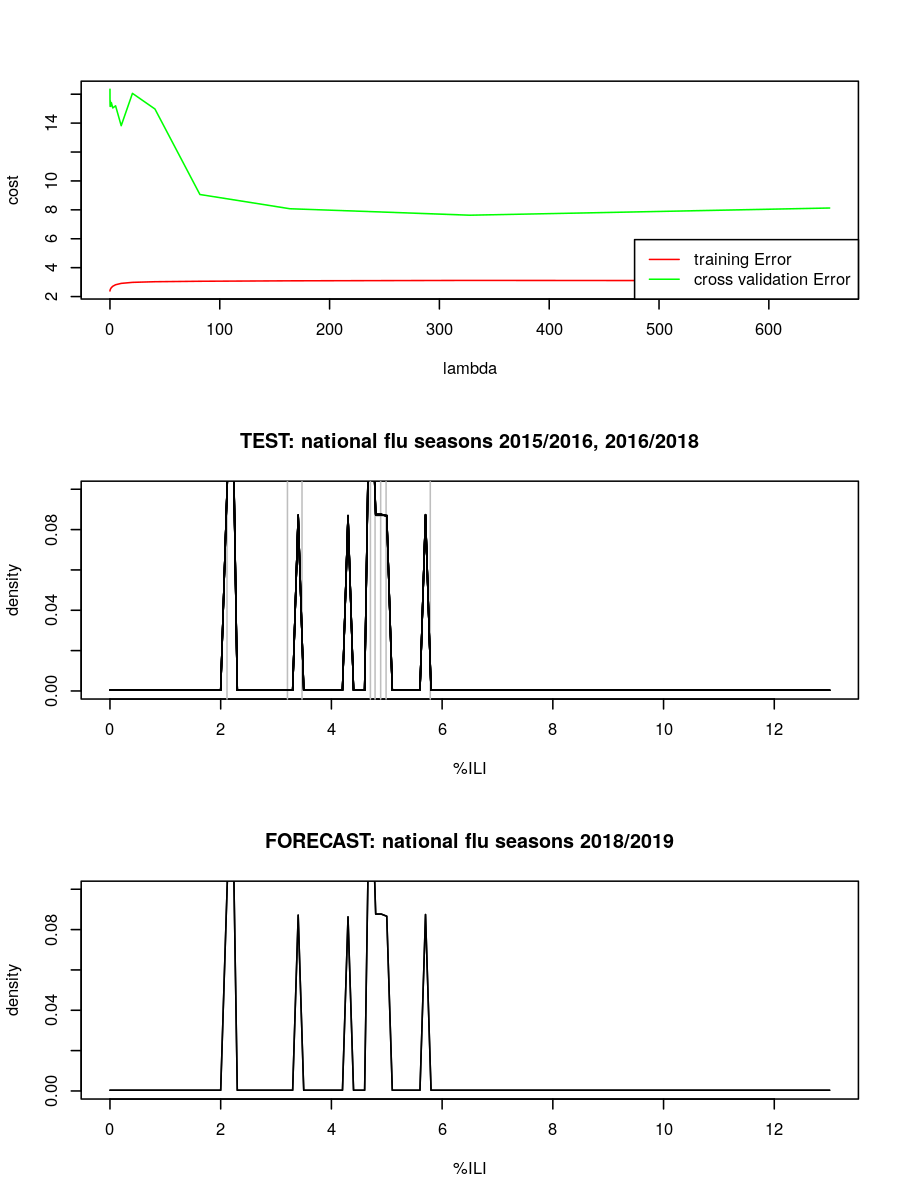 cost
14
10
8
6
4
2
training Error
cross validation Error
0 100 200 300 400 500 600
lambda
TEST: national flu seasons 2015/2016, 2016/2018
density
0.08
0.04
0.00
0 2 4 6 8 10 12
%ILI
FORECAST: national flu seasons 2018/2019
density
0.08
0.04
0.00
0 2 4 6 8 10 12
%ILI